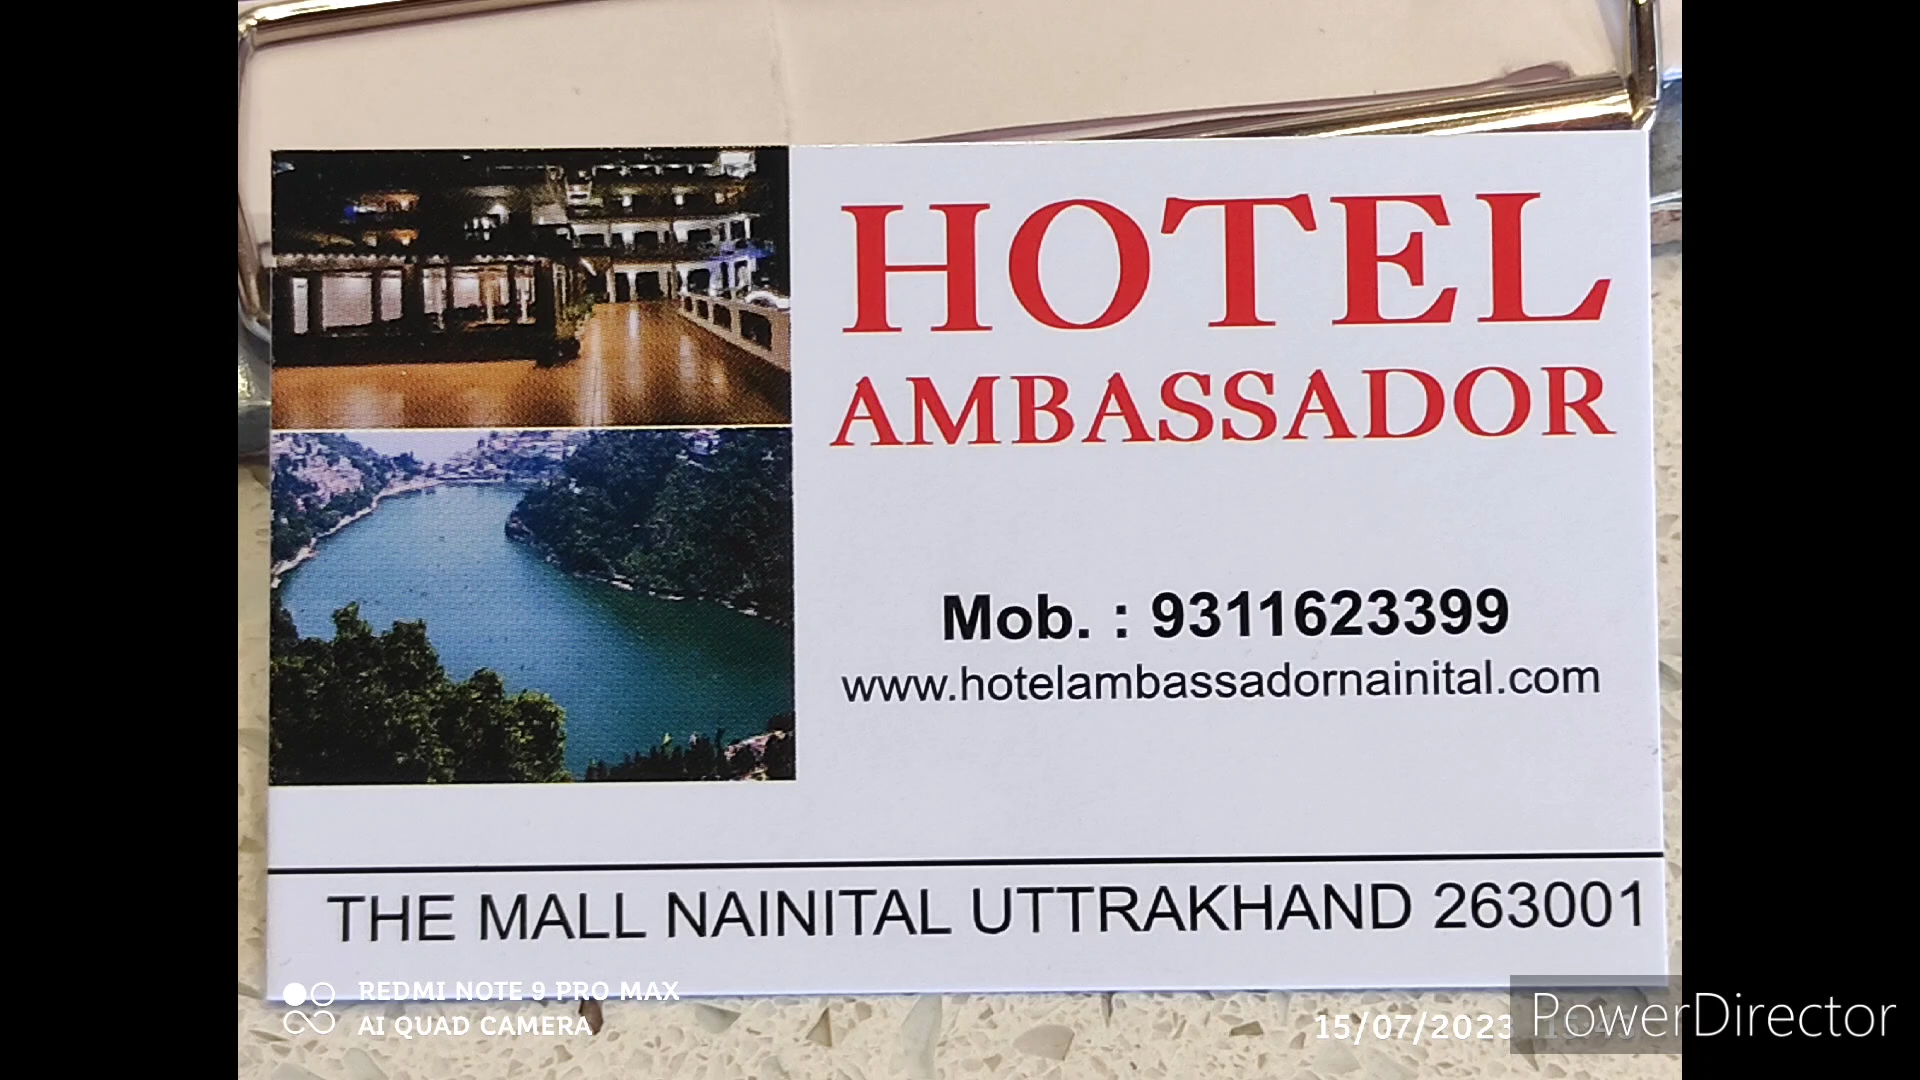 HOTEL
AMBASSADOR
Mob. : 9311623399
www.hotelambassadornainital.com
THE MALL NAINITAL UTTRAKHAND 263001
REDMI NOTE 9 PRO MAX
AI QUAD CAMERA
15/07/2023
PowerDirector